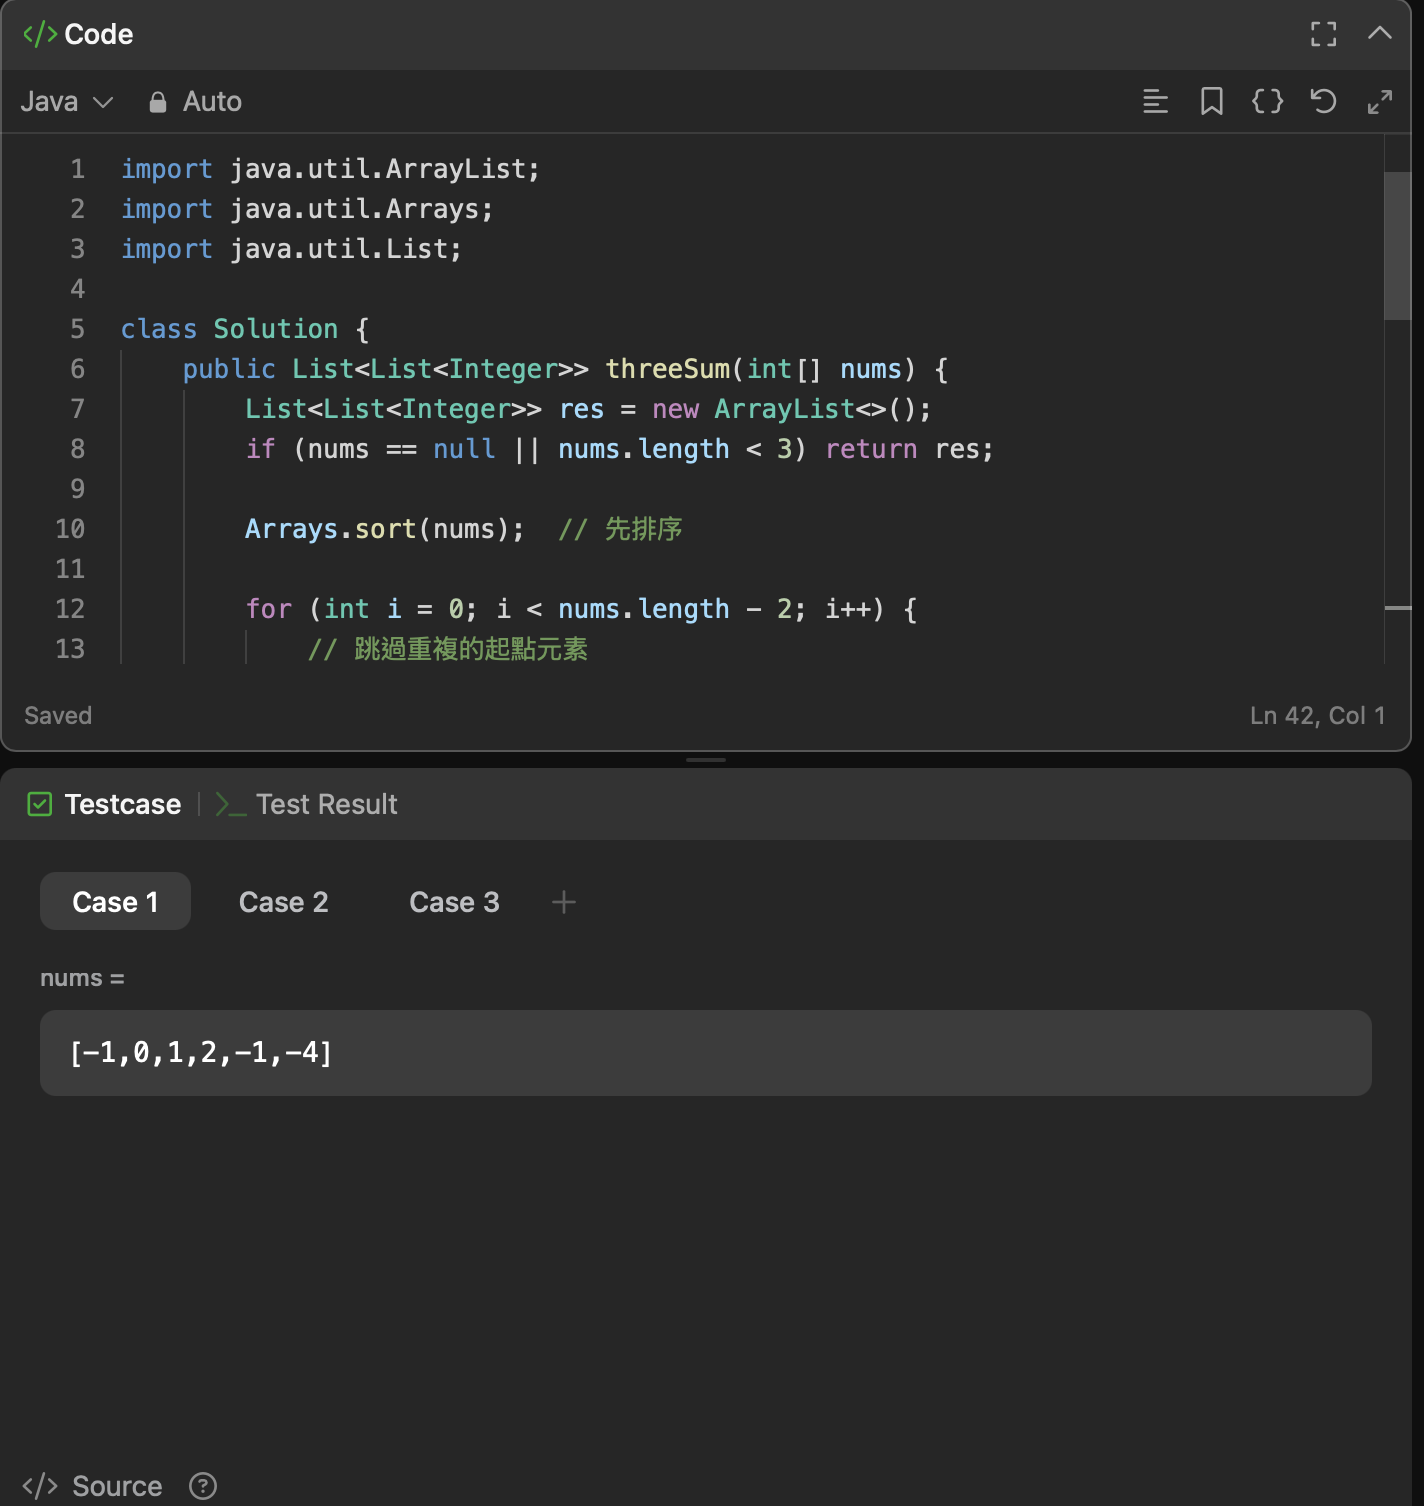 </> Code
Java Auto
1 import java.util.ArrayList;
2 import java.util.Arrays;
3 import java.util.List;
4
5 class Solution {
6     public List<List<Integer>> threeSum(int[] nums) {
7         List<List<Integer>> res = new ArrayList<>();
8         if (nums == null || nums.length < 3) return res;
9
10         Arrays.sort(nums);  // 先排序
11
12         for (int i = 0; i < nums.length - 2; i++) {
13             // 跳過重複的起點元素
Saved Ln 42, Col 1
Testcase >_ Test Result
Case 1 Case 2 Case 3 +
nums =
[-1,0,1,2,-1,-4]
</> Source ?